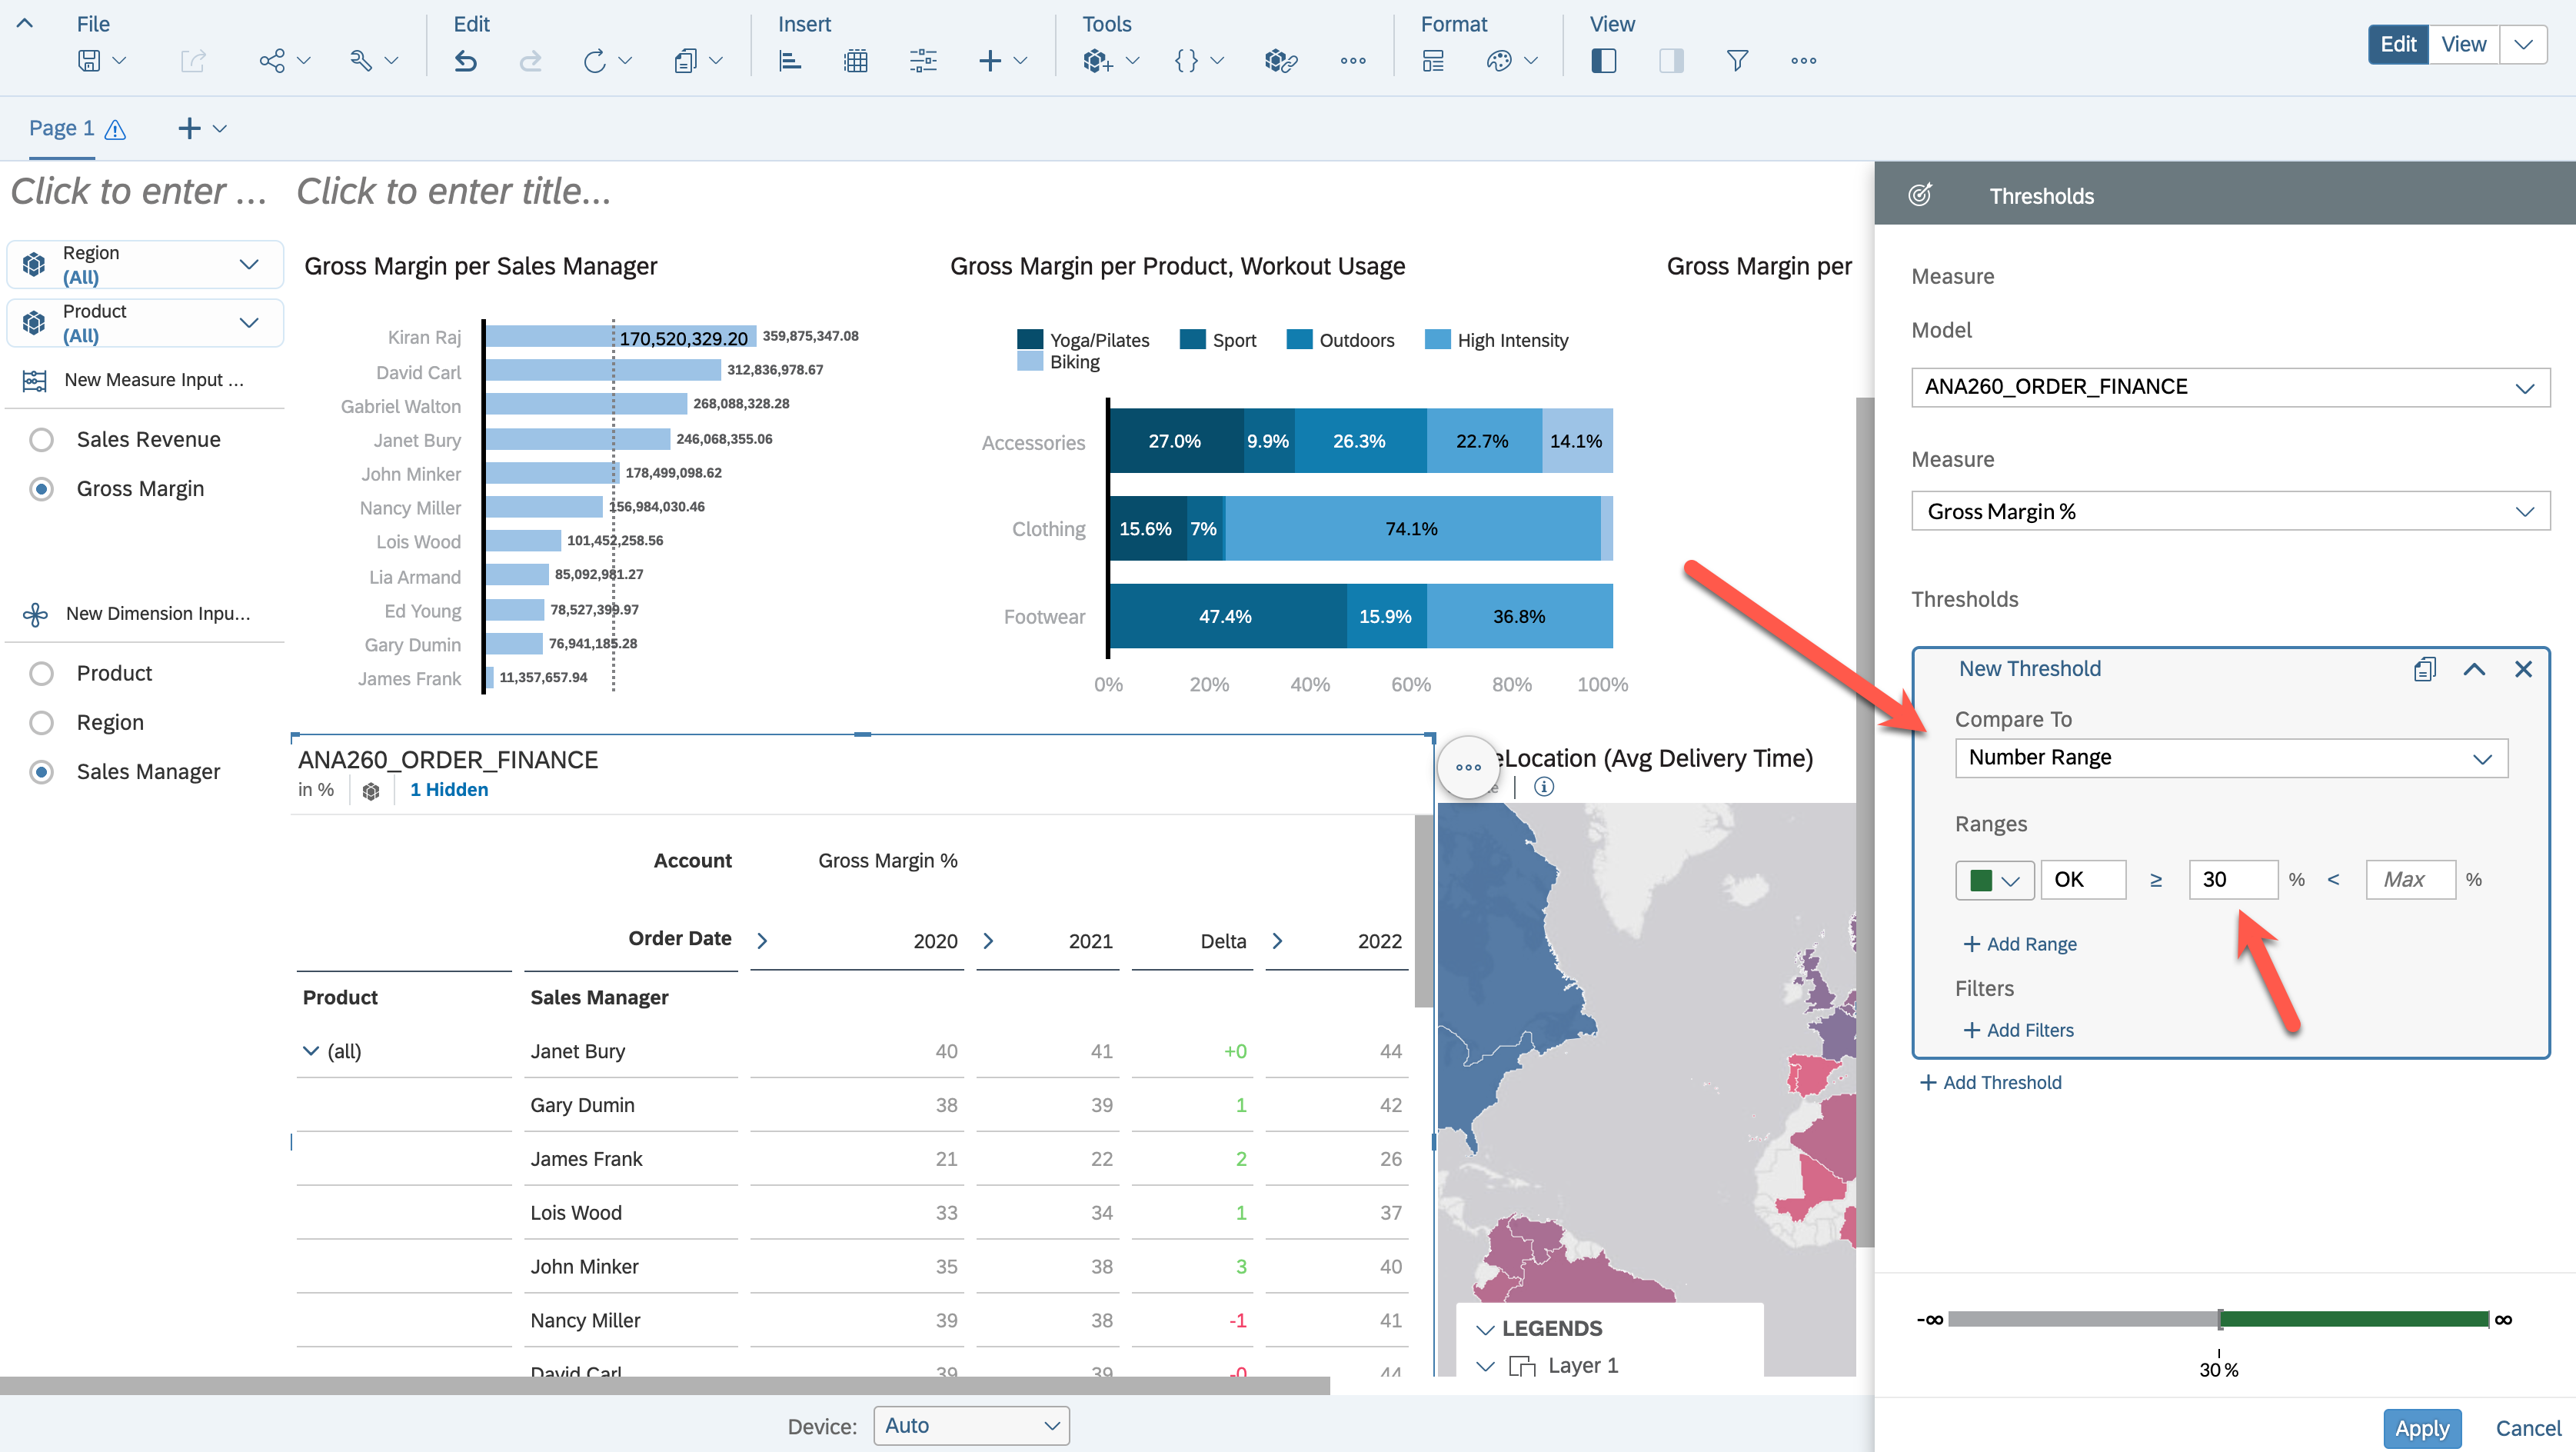 File Edit Insert Tools Format View
Edit View
Page 1
Click to enter ... Click to enter title...
Region
(All)
Product
(All)
New Measure Input ...
Sales Revenue
Gross Margin
New Dimension Inpu...
Product
Region
Sales Manager
Gross Margin per Sales Manager
Kiran Raj 170,520,329.20 359,875,347.08
David Carl 312,836,978.67
Gabriel Walton 268,088,328.28
Janet Bury 246,068,355.06
John Minker 178,499,098.62
Nancy Miller 156,984,030.46
Lois Wood 101,452,258.56
Lia Armand 85,092,981.27
Ed Young 78,527,399.97
Gary Dumin 76,941,185.28
James Frank 11,357,657.94
Gross Margin per Product, Workout Usage
Yoga/Pilates Sport Outdoors High Intensity
Biking
Accessories 27.0% 9.9% 26.3% 22.7% 14.1%
Clothing 15.6% 7% 74.1%
Footwear 47.4% 15.9% 36.8%
0% 20% 40% 60% 80% 100%
Gross Margin per
ANA260_ORDER_FINANCE
in % 1 Hidden
Account Gross Margin %
Order Date 2020 2021 Delta 2022
Product Sales Manager
(all) Janet Bury 40 41 +0 44
Gary Dumin 38 39 1 42
James Frank 21 22 2 26
Lois Wood 33 34 1 37
John Minker 35 38 3 40
Nancy Miller 39 38 -1 41
David Carl 39 39 -0 44
eLocation (Avg Delivery Time)
LEGENDS
Layer 1
Device: Auto
Thresholds
Measure
Model
ANA260_ORDER_FINANCE
Measure
Gross Margin %
Thresholds
New Threshold
Compare To
Number Range
Ranges
OK ≥ 30 % < Max %
+ Add Range
Filters
+ Add Filters
+ Add Threshold
-∞ ∞
30 %
Apply Cancel